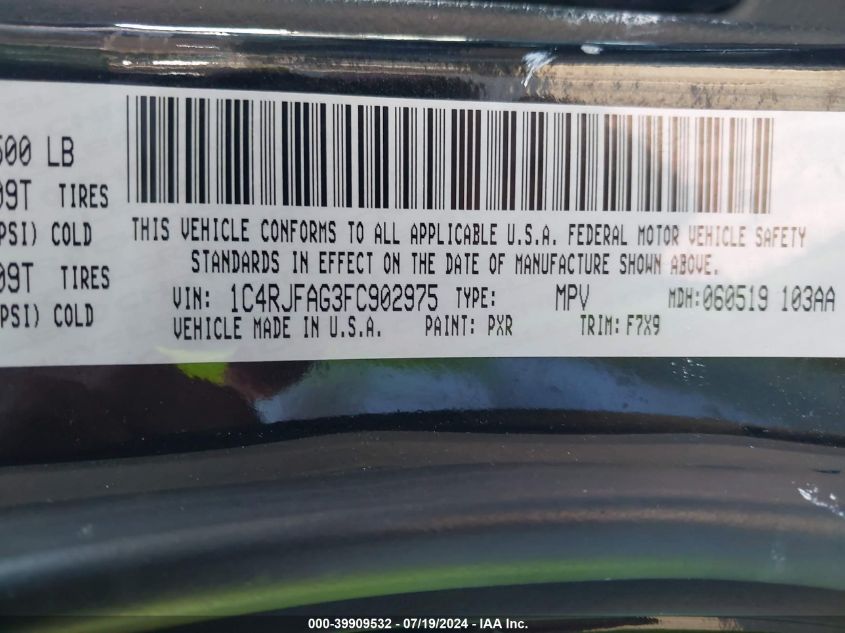 500 LB
09T TIRES
PSI) COLD
09T TIRES
PSI) COLD
THIS VEHICLE CONFORMS TO ALL APPLICABLE U.S.A. FEDERAL MOTOR VEHICLE SAFETY
STANDARDS IN EFFECT ON THE DATE OF MANUFACTURE SHOWN ABOVE.
VIN: 1C4RJFAG3FC902975 TYPE: MPV MDH:060519 103AA
VEHICLE MADE IN U.S.A. PAINT: PXR TRIM: F7X9
000-39909532 - 07/19/2024 - IAA Inc.